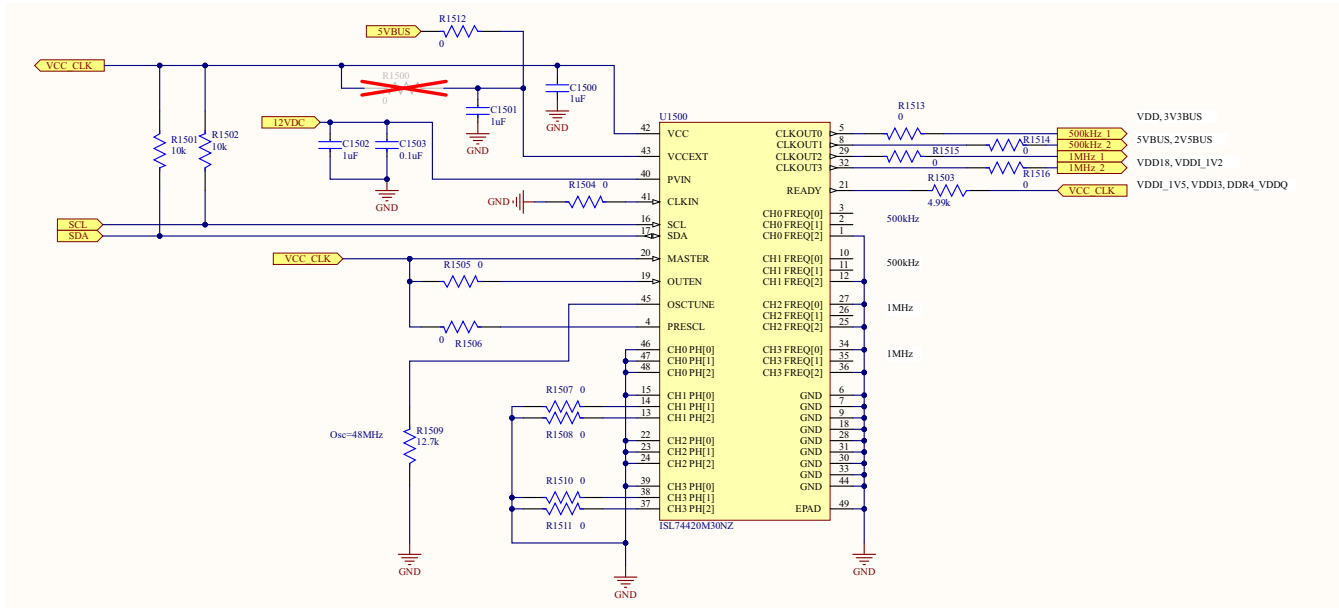 R1512
5VBUS
0
VCC_CLK
R1500
0
C1500
1uF
GND
C1501
1uF
GND
R1501
10k
R1502
10k
12VDC
C1502
1uF
C1503
0.1uF
GND
R1504 0
GND
SCL
SDA
VCC_CLK
R1505 0
0 R1506
R1507 0
R1508 0
Osc=48MHz
R1509
12.7k
R1510 0
R1511 0
GND
GND
U1500
42 VCC
43 VCCEXT
40 PVIN
41 CLKIN
16 SCL
17 SDA
20 MASTER
19 OUTEN
45 OSCTUNE
4 PRESCL
46 CH0 PH[0]
47 CH0 PH[1]
48 CH0 PH[2]
15 CH1 PH[0]
14 CH1 PH[1]
13 CH1 PH[2]
22 CH2 PH[0]
23 CH2 PH[1]
24 CH2 PH[2]
39 CH3 PH[0]
38 CH3 PH[1]
37 CH3 PH[2]
ISL74420M30NZ
CLKOUT0 5
CLKOUT1 8
CLKOUT2 29
CLKOUT3 32
READY 21
CH0 FREQ[0] 3
CH0 FREQ[1] 2
CH0 FREQ[2] 1
CH1 FREQ[0] 10
CH1 FREQ[1] 11
CH1 FREQ[2] 12
CH2 FREQ[0] 27
CH2 FREQ[1] 26
CH2 FREQ[2] 25
CH3 FREQ[0] 34
CH3 FREQ[1] 35
CH3 FREQ[2] 36
GND 6
GND 7
GND 9
GND 18
GND 28
GND 31
GND 30
GND 33
GND 44
EPAD 49
GND
500kHz
500kHz
1MHz
1MHz
R1513
0
R1514
0
R1515
0
R1516
0
R1503
4.99k
500kHz_1
500kHz_2
1MHz_1
1MHz_2
VCC_CLK
VDD, 3V3BUS
5VBUS, 2V5BUS
VDD18, VDDI_1V2
VDDI_1V5, VDDI3, DDR4_VDDQ